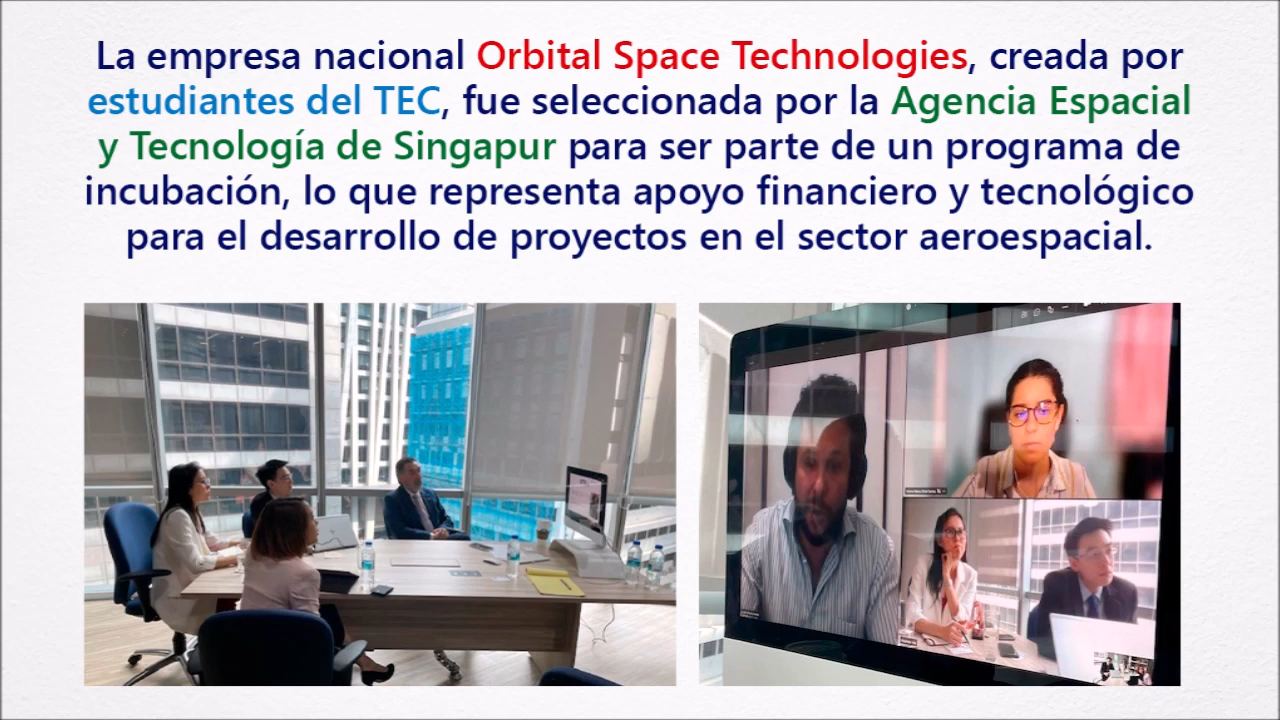 La empresa nacional Orbital Space Technologies, creada por
estudiantes del TEC, fue seleccionada por la Agencia Espacial
y Tecnología de Singapur para ser parte de un programa de
incubación, lo que representa apoyo financiero y tecnológico
para el desarrollo de proyectos en el sector aeroespacial.